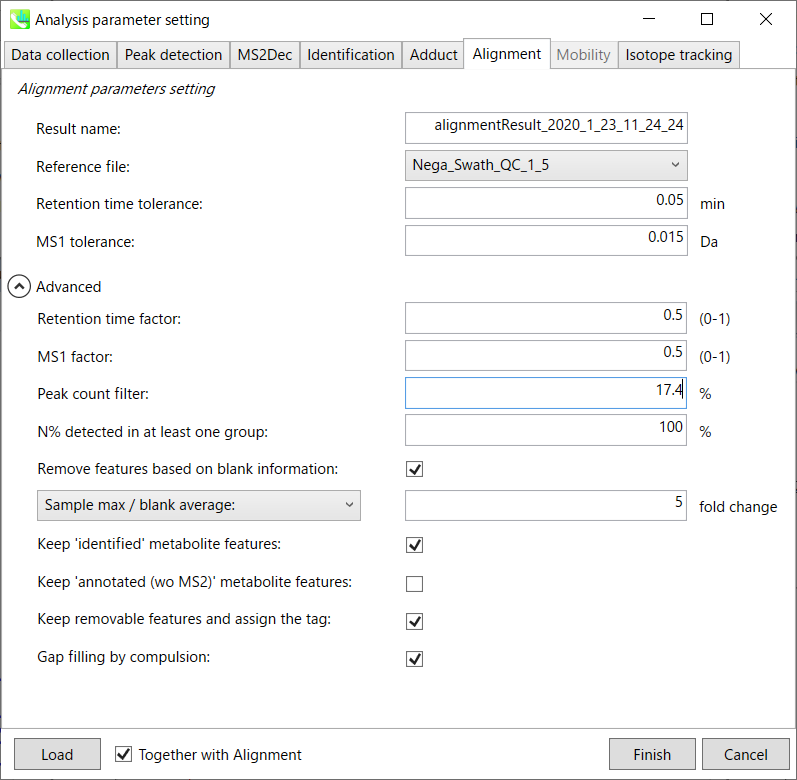 Analysis parameter setting
Data collection Peak detection MS2Dec Identification Adduct Alignment Mobility Isotope tracking
Alignment parameters setting
Result name: alignmentResult_2020_1_23_11_24_24
Reference file: Nega_Swath_QC_1_5
Retention time tolerance: 0.05 min
MS1 tolerance: 0.015 Da
Advanced
Retention time factor: 0.5 (0-1)
MS1 factor: 0.5 (0-1)
Peak count filter: 17.4 %
N% detected in at least one group: 100 %
Remove features based on blank information:
Sample max / blank average: 5 fold change
Keep 'identified' metabolite features:
Keep 'annotated (wo MS2)' metabolite features:
Keep removable features and assign the tag:
Gap filling by compulsion:
Load Together with Alignment Finish Cancel